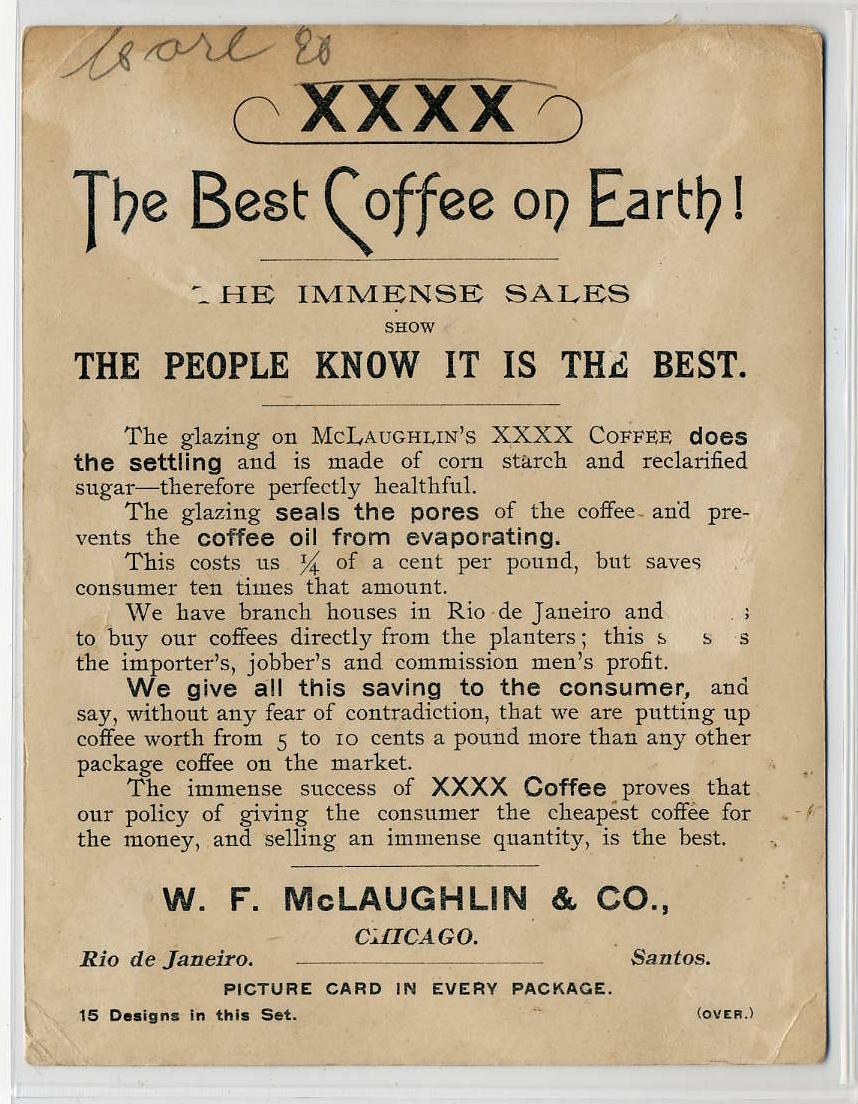 XXXX
The Best Coffee on Earth!
HE IMMENSE SALES
SHOW
THE PEOPLE KNOW IT IS THE BEST.
The glazing on McLAUGHLIN'S XXXX COFFEE does
the settling and is made of corn starch and reclarified
sugar—therefore perfectly healthful.
The glazing seals the pores of the coffee and pre-
vents the coffee oil from evaporating.
This costs us ¼ of a cent per pound, but saves
consumer ten times that amount.
We have branch houses in Rio de Janeiro and
to buy our coffees directly from the planters; this
the importer's, jobber's and commission men's profit.
We give all this saving to the consumer, and
say, without any fear of contradiction, that we are putting up
coffee worth from 5 to 10 cents a pound more than any other
package coffee on the market.
The immense success of XXXX Coffee proves that
our policy of giving the consumer the cheapest coffee for
the money, and selling an immense quantity, is the best.
W. F. McLAUGHLIN & CO.,
CHICAGO.
Rio de Janeiro. Santos.
PICTURE CARD IN EVERY PACKAGE.
15 Designs in this Set. (OVER.)